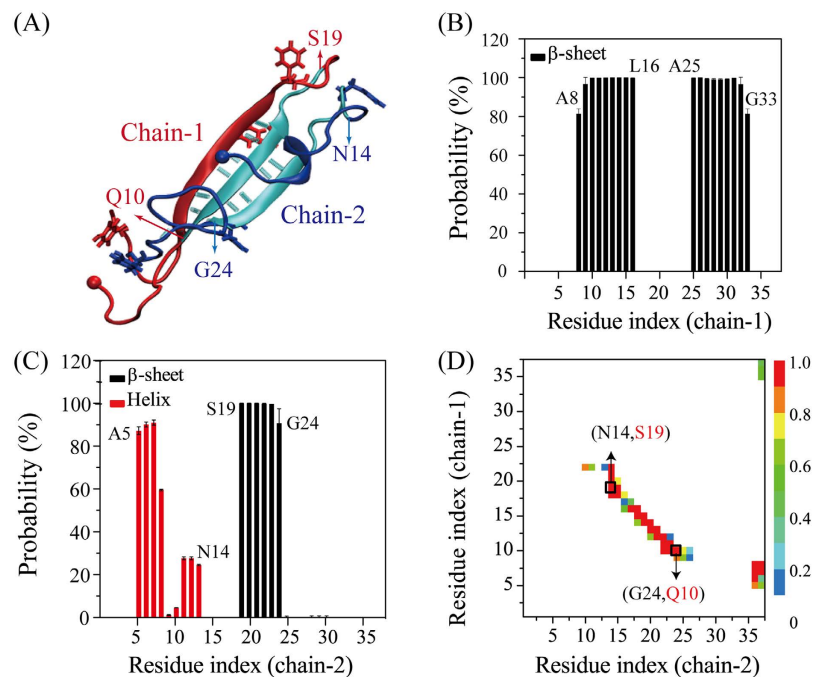 (A)
S19
Chain-1
N14
Q10
Chain-2
G24
(B)
β-sheet
L16 A25
A8
G33
120
100
80
60
40
20
0
Probability (%)
5 10 15 20 25 30 35
Residue index (chain-1)
(C)
β-sheet
Helix
S19
A5
G24
N14
120
100
80
60
40
20
0
Probability (%)
5 15 20 25 30 35
Residue index (chain-2)
(D)
35
30
25
20
15
10
5
Residue index (chain-1)
(N14,S19)
(G24,Q10)
5 10 15 20 25 30 35
Residue index (chain-2)
1.0
0.8
0.6
0.4
0.2
0